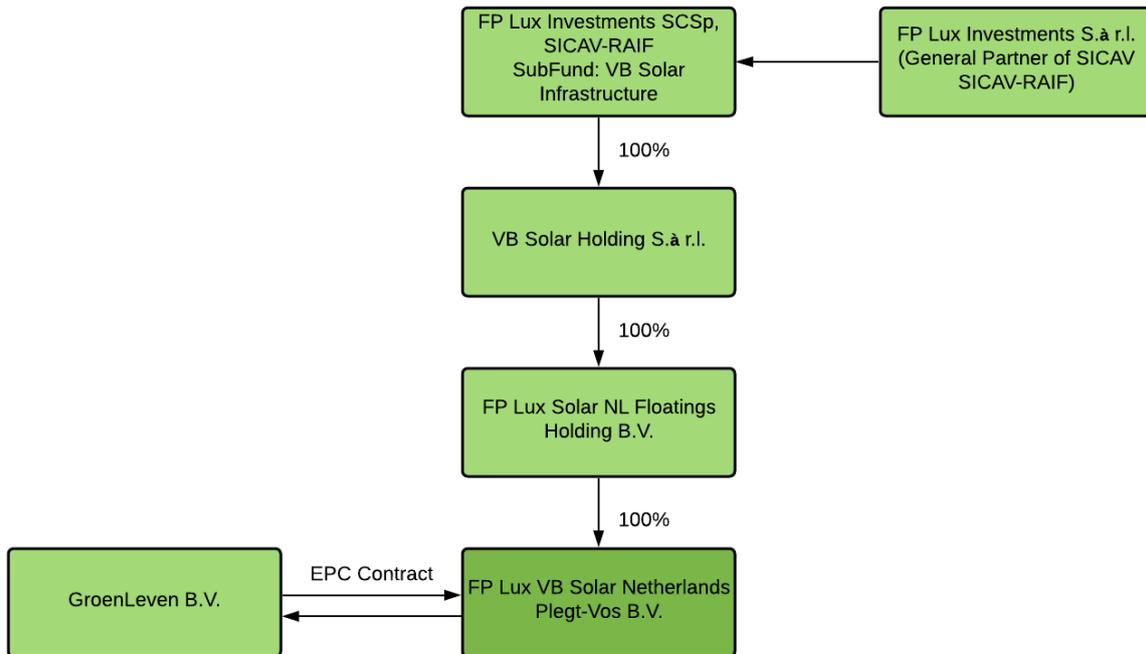 FP Lux Investments SCSp,
SICAV-RAIF
SubFund: VB Solar
Infrastructure
FP Lux Investments S.à r.l.
(General Partner of SICAV
SICAV-RAIF)
100%
VB Solar Holding S.à r.l.
100%
FP Lux Solar NL Floatings
Holding B.V.
100%
GroenLeven B.V.
EPC Contract
FP Lux VB Solar Netherlands
Plegt-Vos B.V.